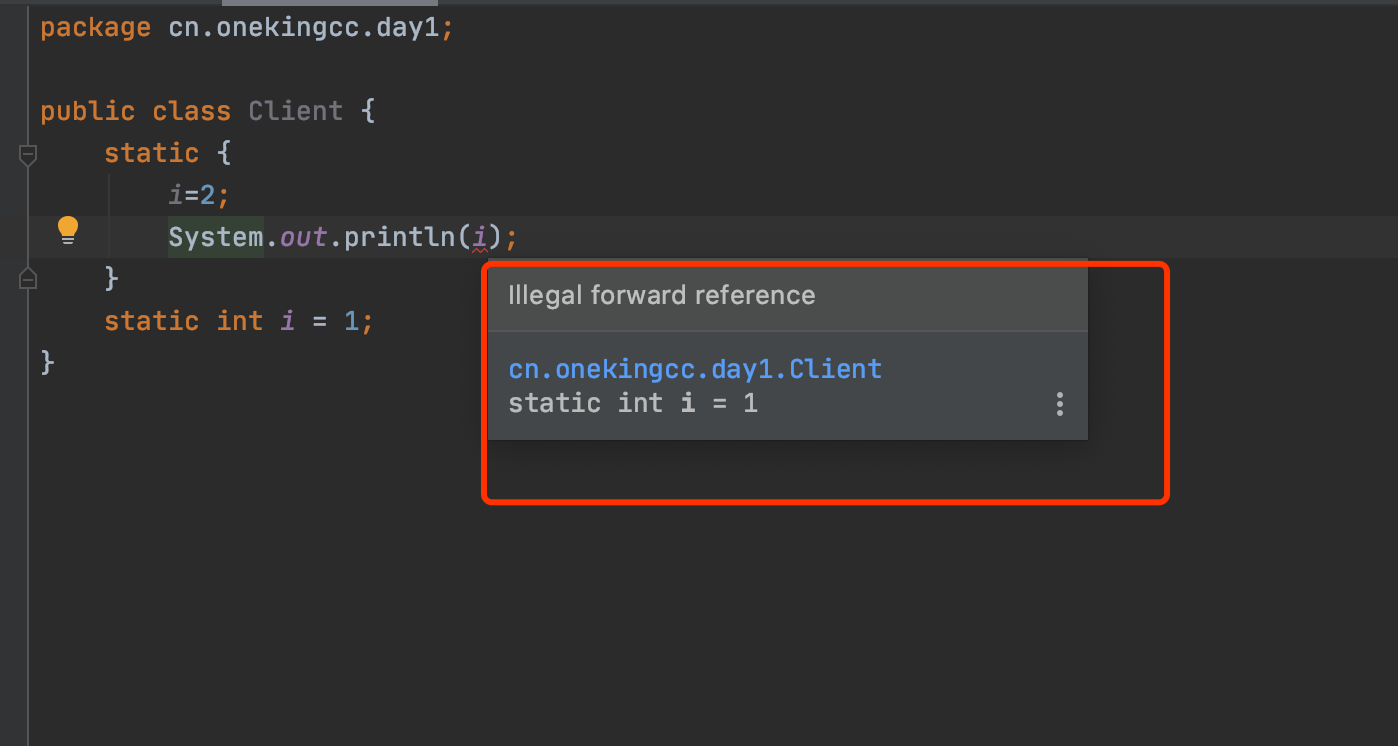 package cn.onekingcc.day1;
public class Client {
static {
i=2;
System.out.println(i);
}
static int i = 1;
}
Illegal forward reference
cn.onekingcc.day1.Client
static int i = 1